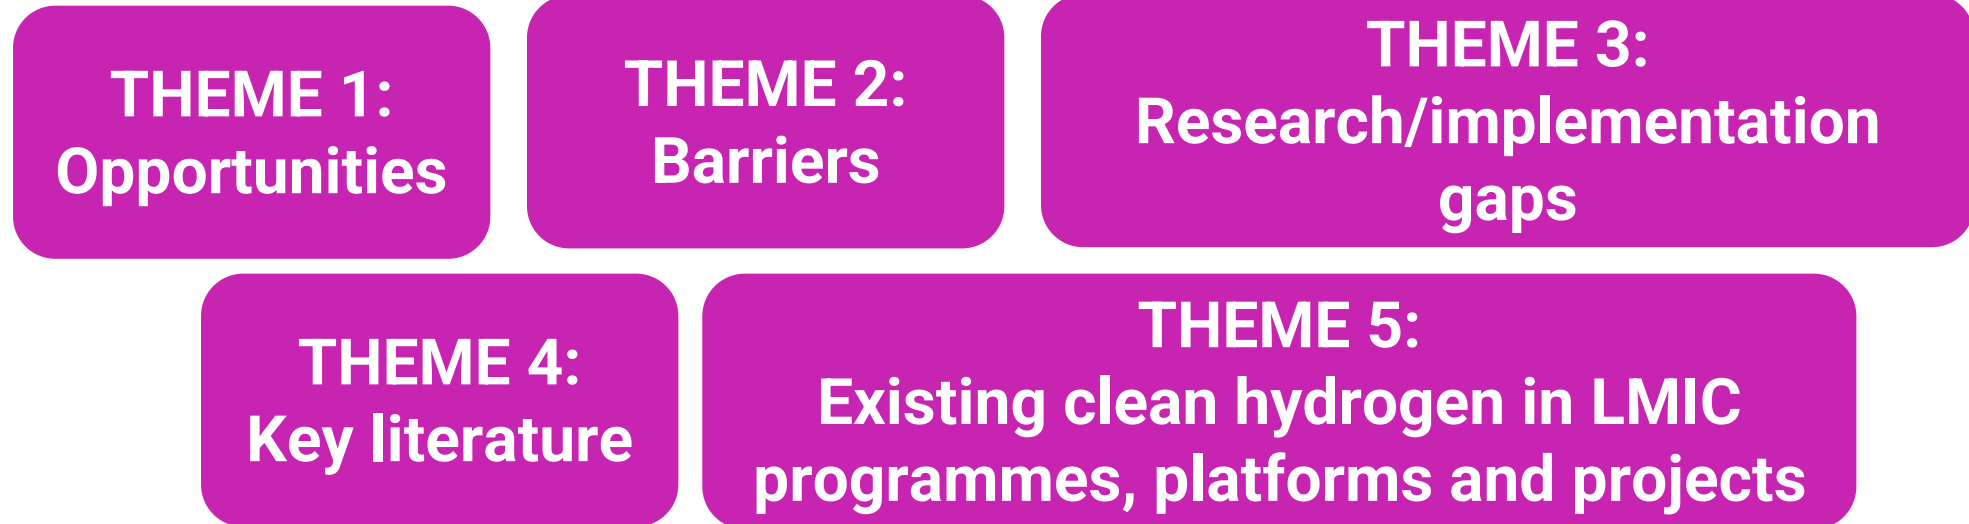 THEME 1:
Opportunities
THEME 2:
Barriers
THEME 3:
Research/implementation
gaps
THEME 4:
Key literature
THEME 5:
Existing clean hydrogen in LMIC
programmes, platforms and projects